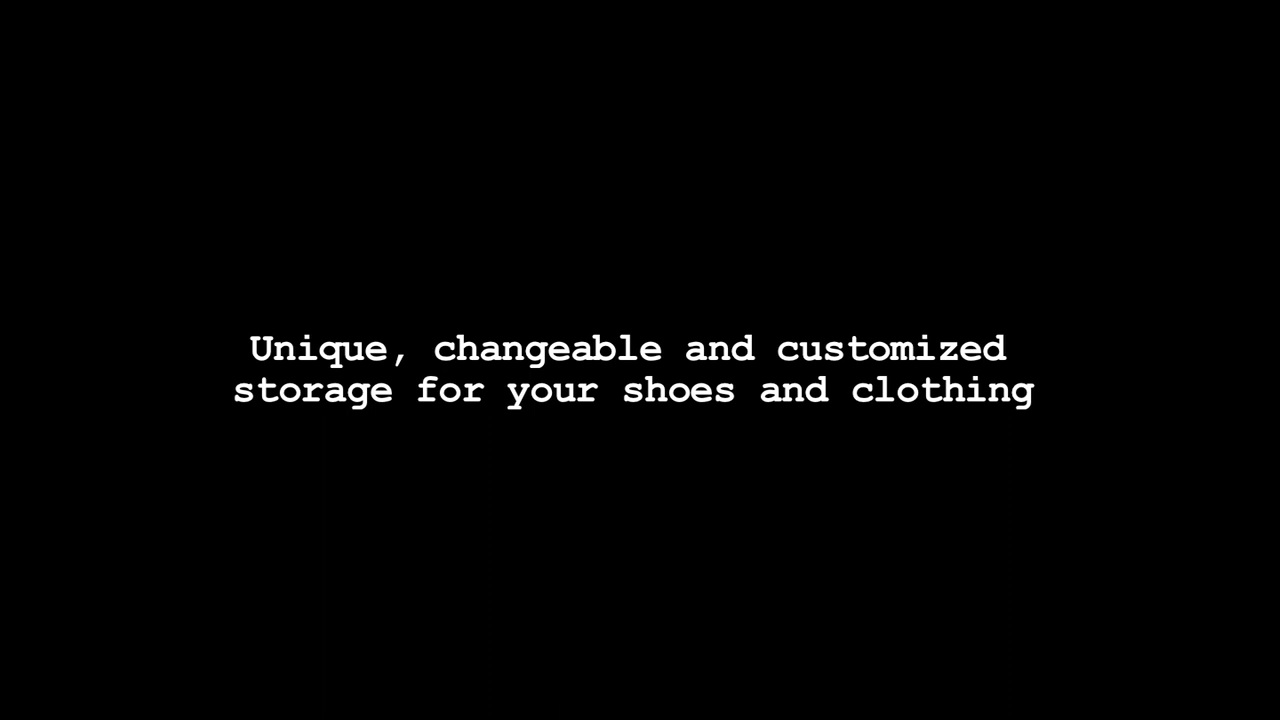 Unique, changeable and customized
storage for your shoes and clothing